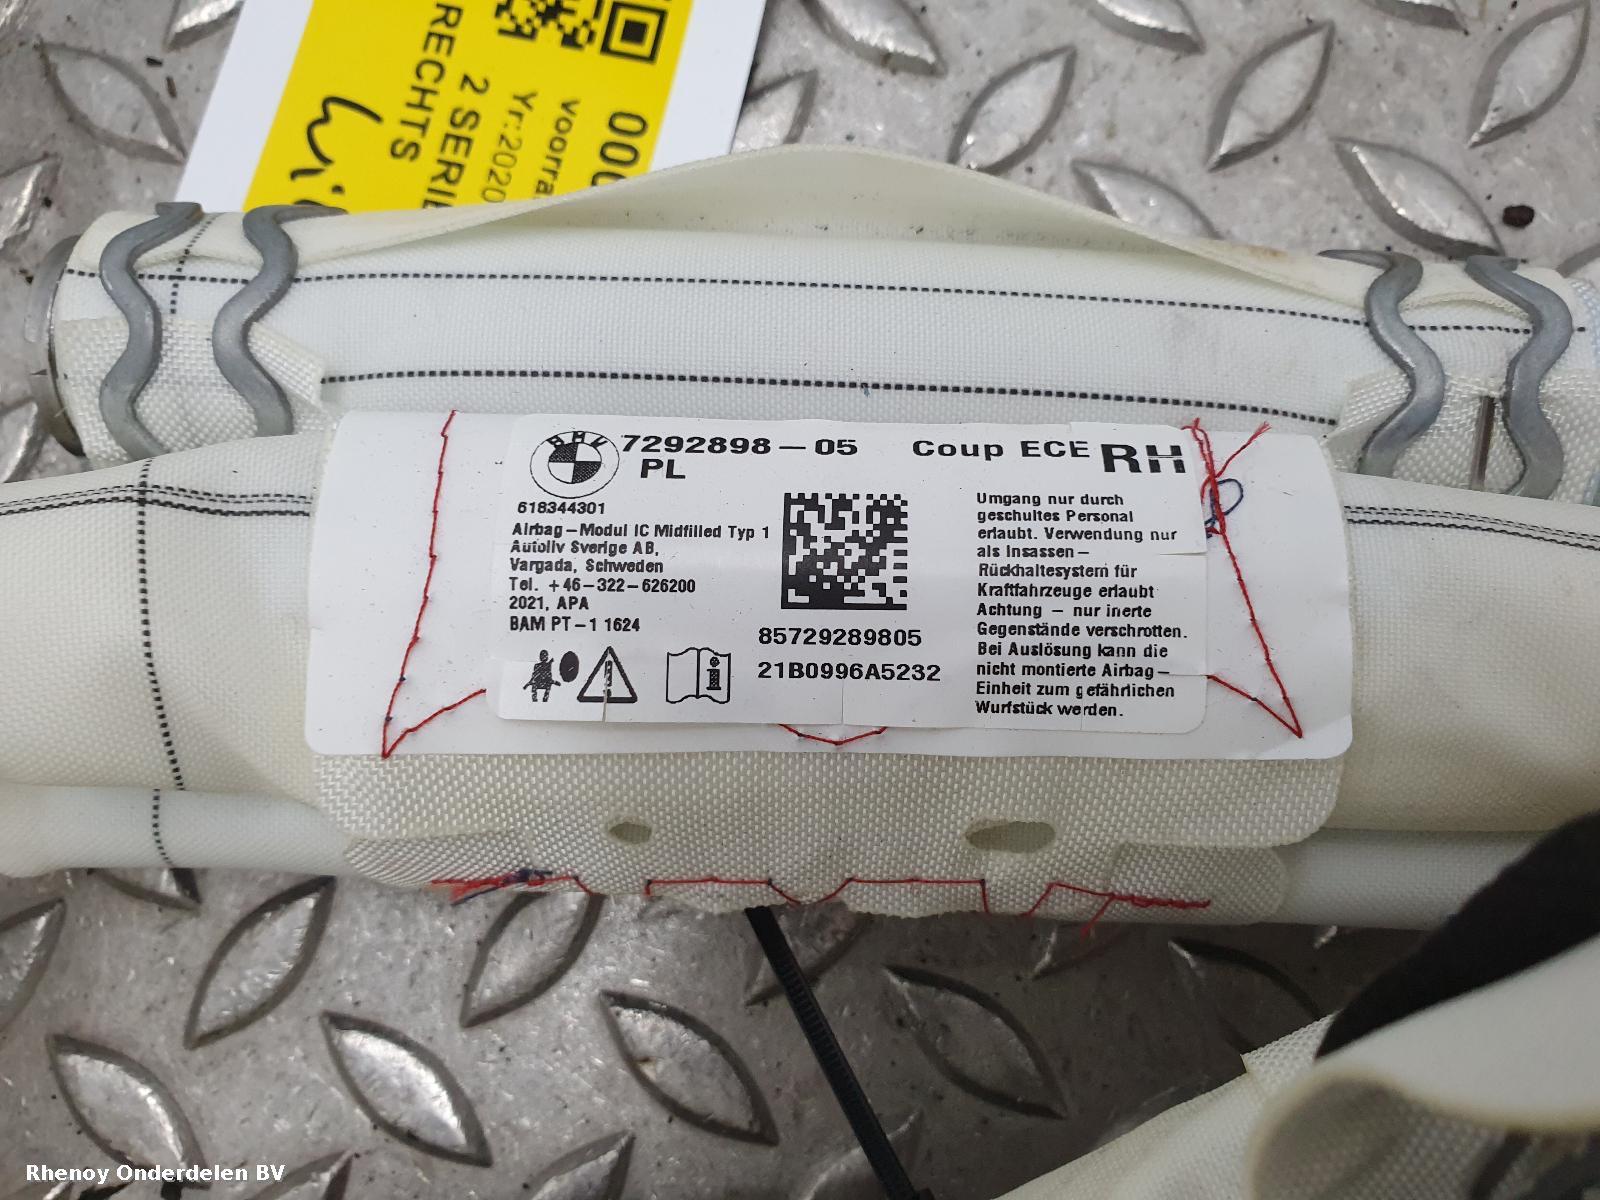 RECHTS
2 SERIE
Yr.:2020
voorra
000
BMW
7292898-05
PL
Coup ECE RH
618344301
Airbag-Modul IC Midfilled Typ 1
Autoliv Sverige AB,
Vargada, Schweden
Tel. +46-322-626200
2021, APA
BAM PT-1 1624
85729289805
21B0996A5232
Umgang nur durch
geschultes Personal
erlaubt. Verwendung nur
als Insassen-
Rückhaltesystem für
Kraftfahrzeuge erlaubt
Achtung - nur inerte
Gegenstände verschrotten.
Bei Auslösung kann die
nicht montierte Airbag-
Einheit zum gefährlichen
Wurfstück werden.
Rhenoy Onderdelen BV